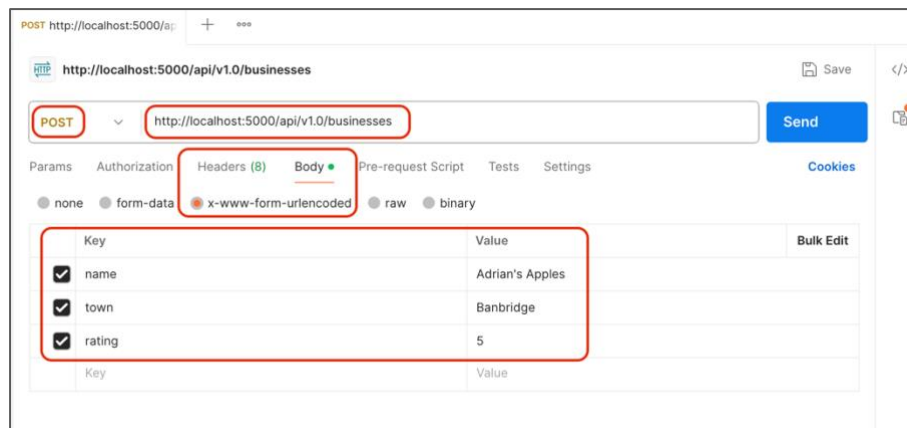 POST http://localhost:5000/ap + ooo
HTTP http://localhost:5000/api/v1.0/businesses Save </>
POST http://localhost:5000/api/v1.0/businesses Send
Params Authorization Headers (8) Body Pre-request Script Tests Settings Cookies
none form-data x-www-form-urlencoded raw binary
Key Value Bulk Edit
name Adrian's Apples
town Banbridge
rating 5
Key Value